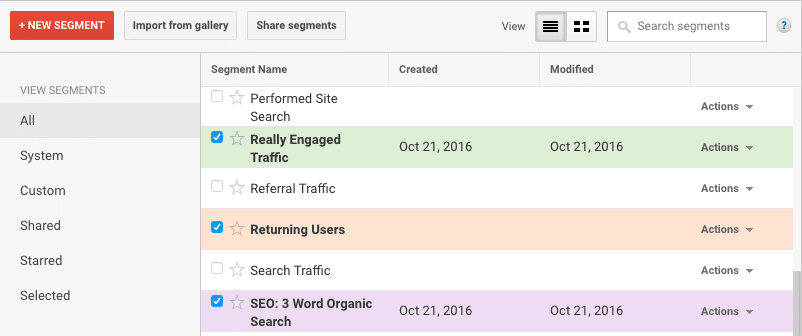 + NEW SEGMENT Import from gallery Share segments View Search segments ?
VIEW SEGMENTS
All
System
Custom
Shared
Starred
Selected
Segment Name Created Modified
Performed Site
Search
Actions
Really Engaged
Traffic
Oct 21, 2016 Oct 21, 2016 Actions
Referral Traffic Actions
Returning Users Actions
Search Traffic Actions
SEO: 3 Word Organic
Search
Oct 21, 2016 Oct 21, 2016 Actions